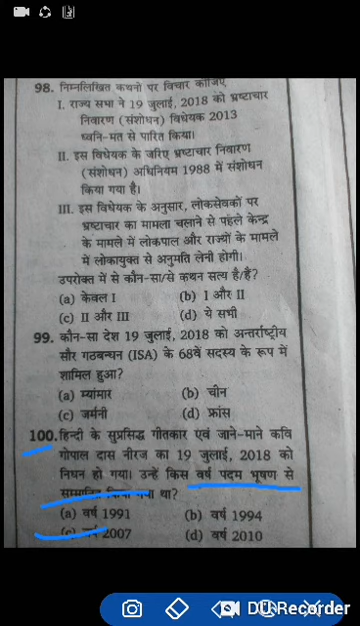 98. निम्नलिखित कथनों पर विचार कीजिए,
I. राज्य सभा ने 19 जुलाई, 2018 को भ्रष्टाचार
निवारण (संशोधन) विधेयक 2013
ध्वनि-मत से पारित किया।
II. इस विधेयक के जरिए भ्रष्टाचार निवारण
(संशोधन) अधिनियम 1988 में संशोधन
किया गया है।
III. इस विधेयक के अनुसार, लोकसेवकों पर
भ्रष्टाचार का मामला चलाने से पहले केन्द्र
के मामले में लोकपाल और राज्यों के मामले
में लोकायुक्त से अनुमति लेनी होगी।
उपरोक्त में से कौन-सा/से कथन सत्य है/हैं?
(a) केवल I (b) I और II
(c) II और III (d) ये सभी
99. कौन-सा देश 19 जुलाई, 2018 को अन्तर्राष्ट्रीय
सौर गठबन्धन (ISA) के 68वें सदस्य के रूप में
शामिल हुआ?
(a) म्यांमार (b) चीन
(c) जर्मनी (d) फ्रांस
100. हिन्दी के सुप्रसिद्ध गीतकार एवं जाने-माने कवि
गोपाल दास नीरज का 19 जुलाई, 2018 को
निधन हो गया। उन्हें किस वर्ष पदम भूषण से
सम्मानित किया गया था?
(a) वर्ष 1991 (b) वर्ष 1994
(c) वर्ष 2007 (d) वर्ष 2010
DU Recorder